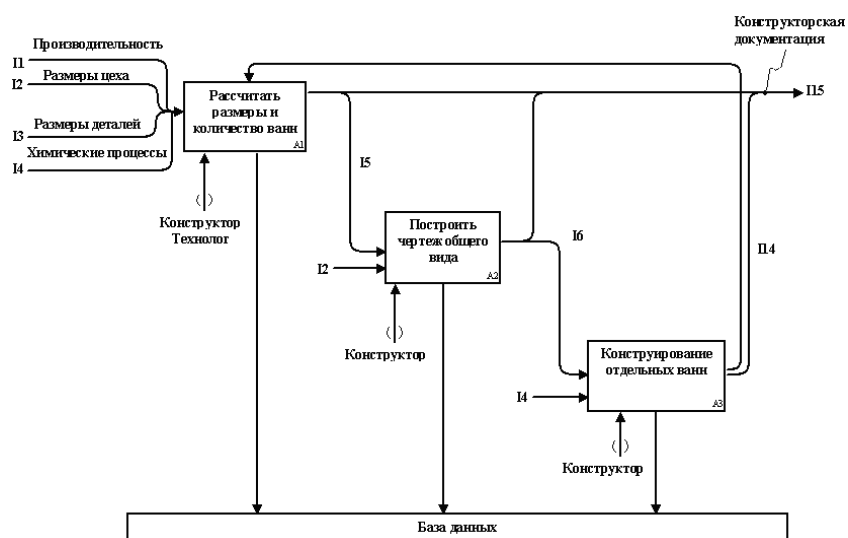 Конструкторская
документация
Производительность
I1
I2
Размеры цеха
Размеры деталей
I3
Химические процессы
I4
Рассчитать
размеры и
количество ванн
A1
I15
I5
( )
Конструктор
Технолог
Построить
чертеж общего
вида
A2
I2
I6
I14
( )
Конструктор
Конструирование
отдельных ванн
A3
I4
( )
Конструктор
База данных